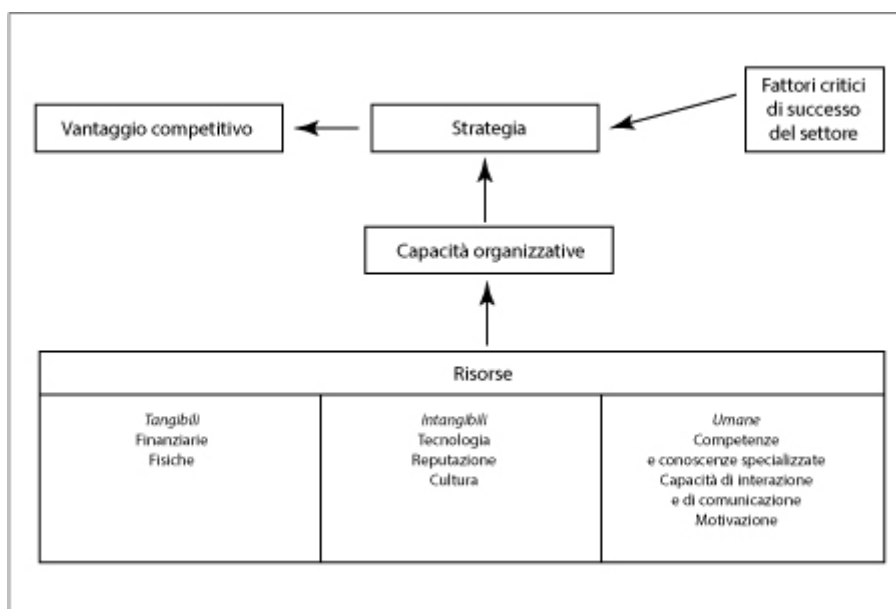 Vantaggio competitivo
Strategia
Fattori critici
di successo
del settore
Capacità organizzative
Risorse
Tangibili
Finanziarie
Fisiche
Intangibili
Tecnologia
Reputazione
Cultura
Umane
Competenze
e conoscenze specializzate
Capacità di interazione
e di comunicazione
Motivazione